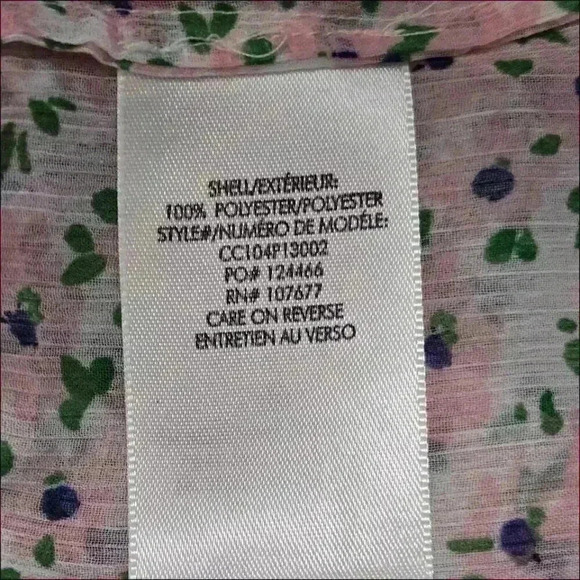 SHELL/EXTÉRIEUR:
100% POLYESTER/POLYESTER
STYLE#/NUMÉRO DE MODÉLE:
CC104P13002
PO# 124466
RN# 107677
CARE ON REVERSE
ENTRETIEN AU VERSO